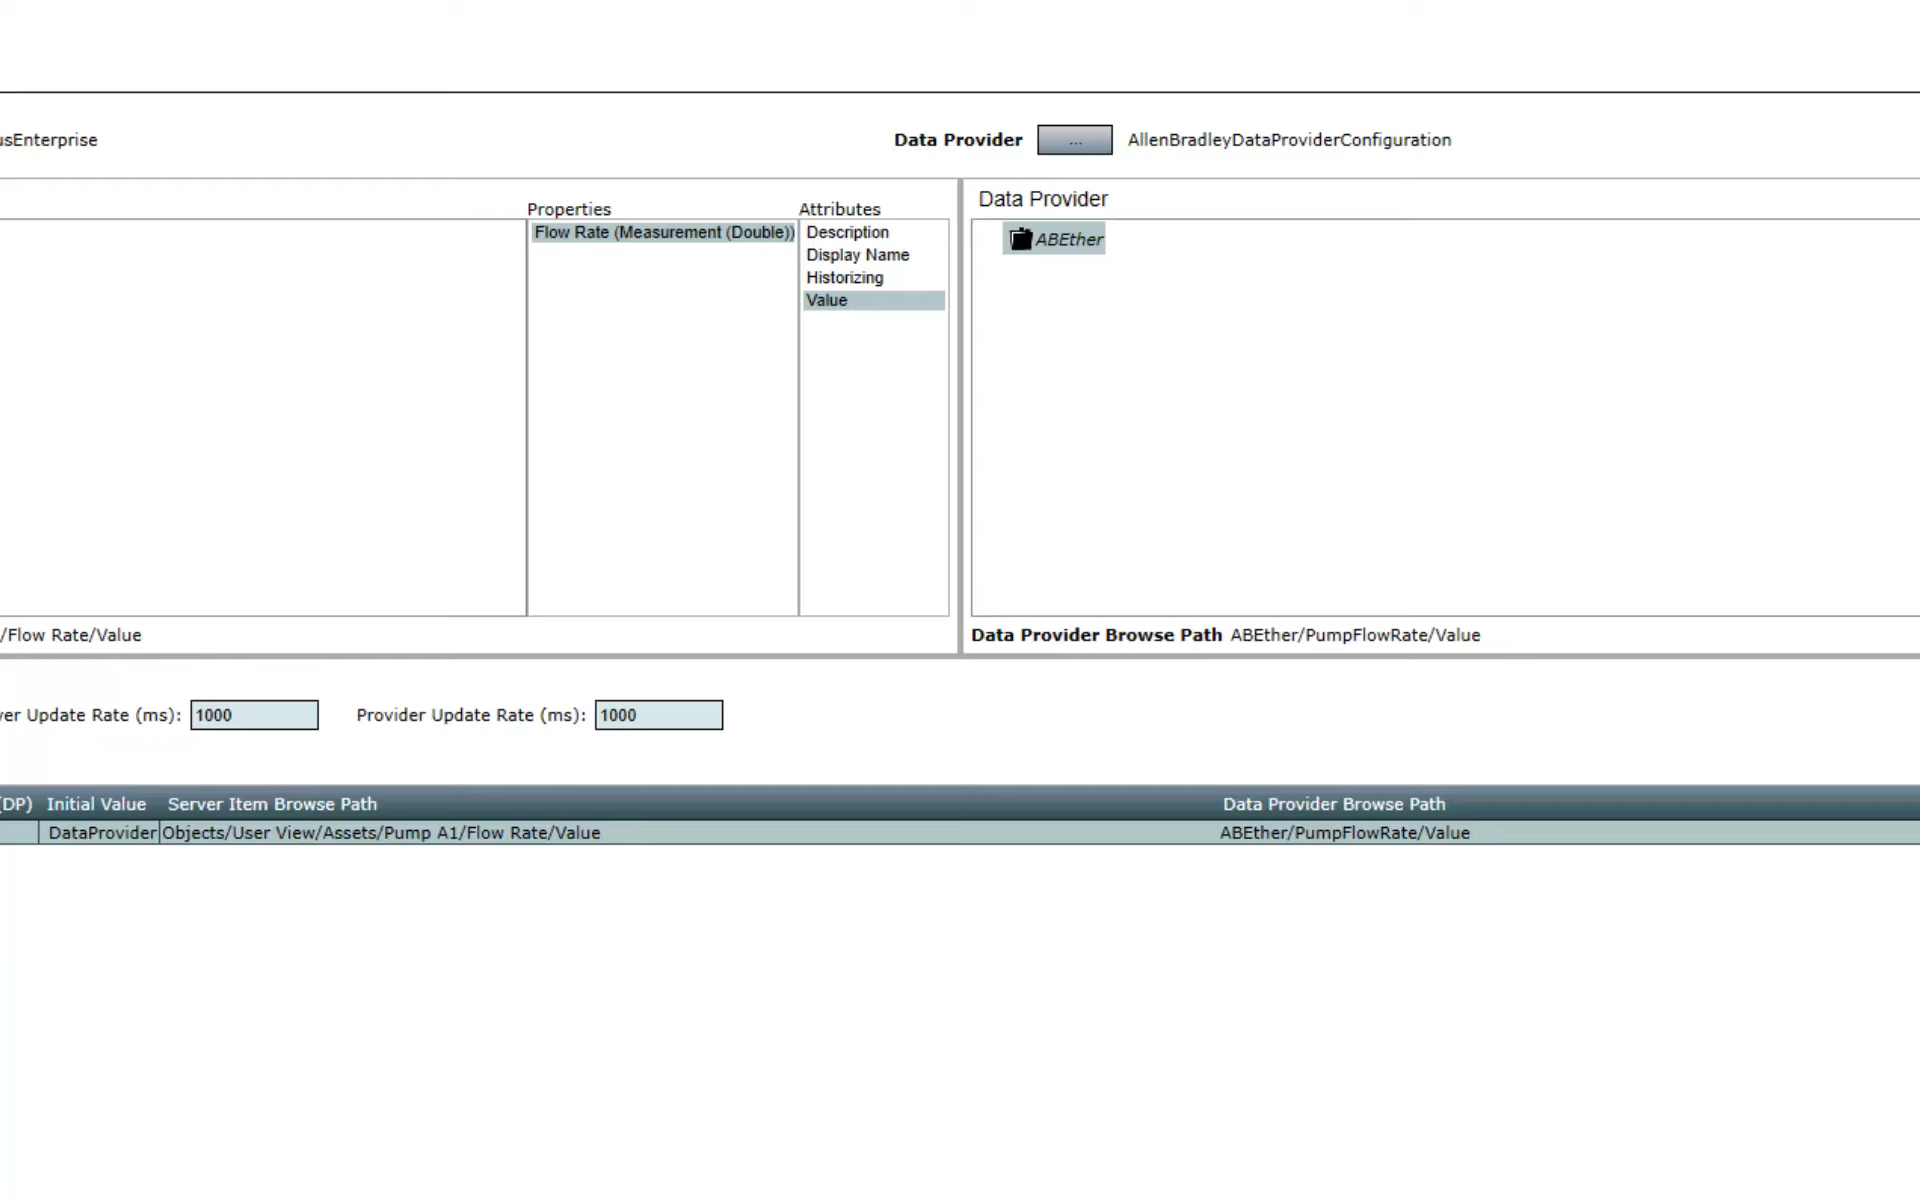 usEnterprise
Data Provider ... AllenBradleyDataProviderConfiguration
Properties
Flow Rate (Measurement (Double))
Attributes
Description
Display Name
Historizing
Value
Data Provider
ABEther
/Flow Rate/Value
Data Provider Browse Path ABEther/PumpFlowRate/Value
ver Update Rate (ms): 1000 Provider Update Rate (ms): 1000
(DP) Initial Value Server Item Browse Path Data Provider Browse Path
DataProvider Objects/User View/Assets/Pump A1/Flow Rate/Value ABEther/PumpFlowRate/Value